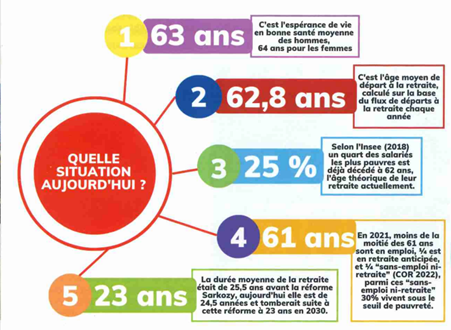 1
63 ans
C'est l'espérance de vie
en bonne santé moyenne
des hommes,
64 ans pour les femmes
2
62,8 ans
C'est l'âge moyen de
départ à la retraite,
calculé sur la base
du flux de départs à
la retraite chaque
année
QUELLE
SITUATION
AUJOURD'HUI ?
3
25 %
Selon l'Insee (2018)
un quart des salariés
les plus pauvres est
déjà décédé à 62 ans,
l'âge théorique de leur
retraite actuellement.
4
61 ans
En 2021, moins de la
moitié des 61 ans
sont en emploi, ¼ est
en retraite anticipée,
et ¼ "sans-emploi ni-
retraite" (COR 2022),
parmi ces "sans-
emploi ni-retraite"
30% vivent sous le
seuil de pauvreté.
5
23 ans
La durée moyenne de la retraite
était de 25,5 ans avant la réforme
Sarkozy, aujourd'hui elle est de
24,5 années et tomberait suite à
cette réforme à 23 ans en 2030.